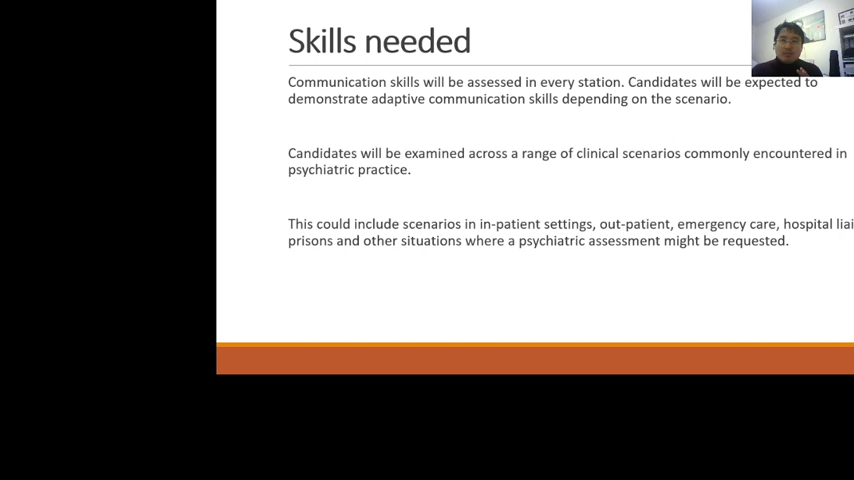 Skills needed
Communication skills will be assessed in every station. Candidates will be expected to
demonstrate adaptive communication skills depending on the scenario.
Candidates will be examined across a range of clinical scenarios commonly encountered in
psychiatric practice.
This could include scenarios in in-patient settings, out-patient, emergency care, hospital liai
prisons and other situations where a psychiatric assessment might be requested.